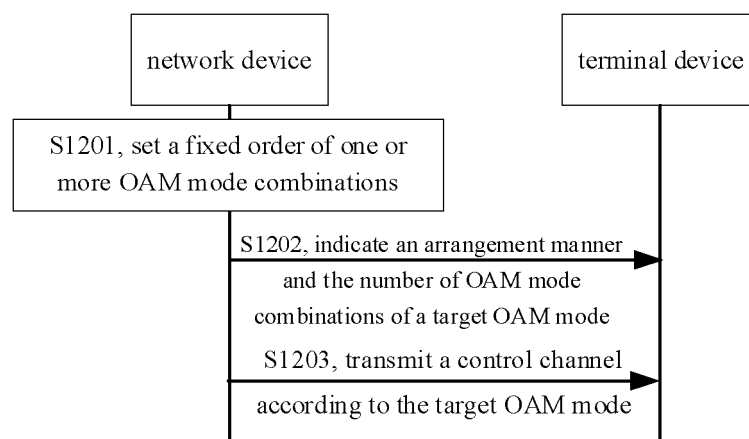 network device
terminal device
S1201, set a fixed order of one or
more OAM mode combinations
S1202, indicate an arrangement manner
and the number of OAM mode
combinations of a target OAM mode
S1203, transmit a control channel
according to the target OAM mode